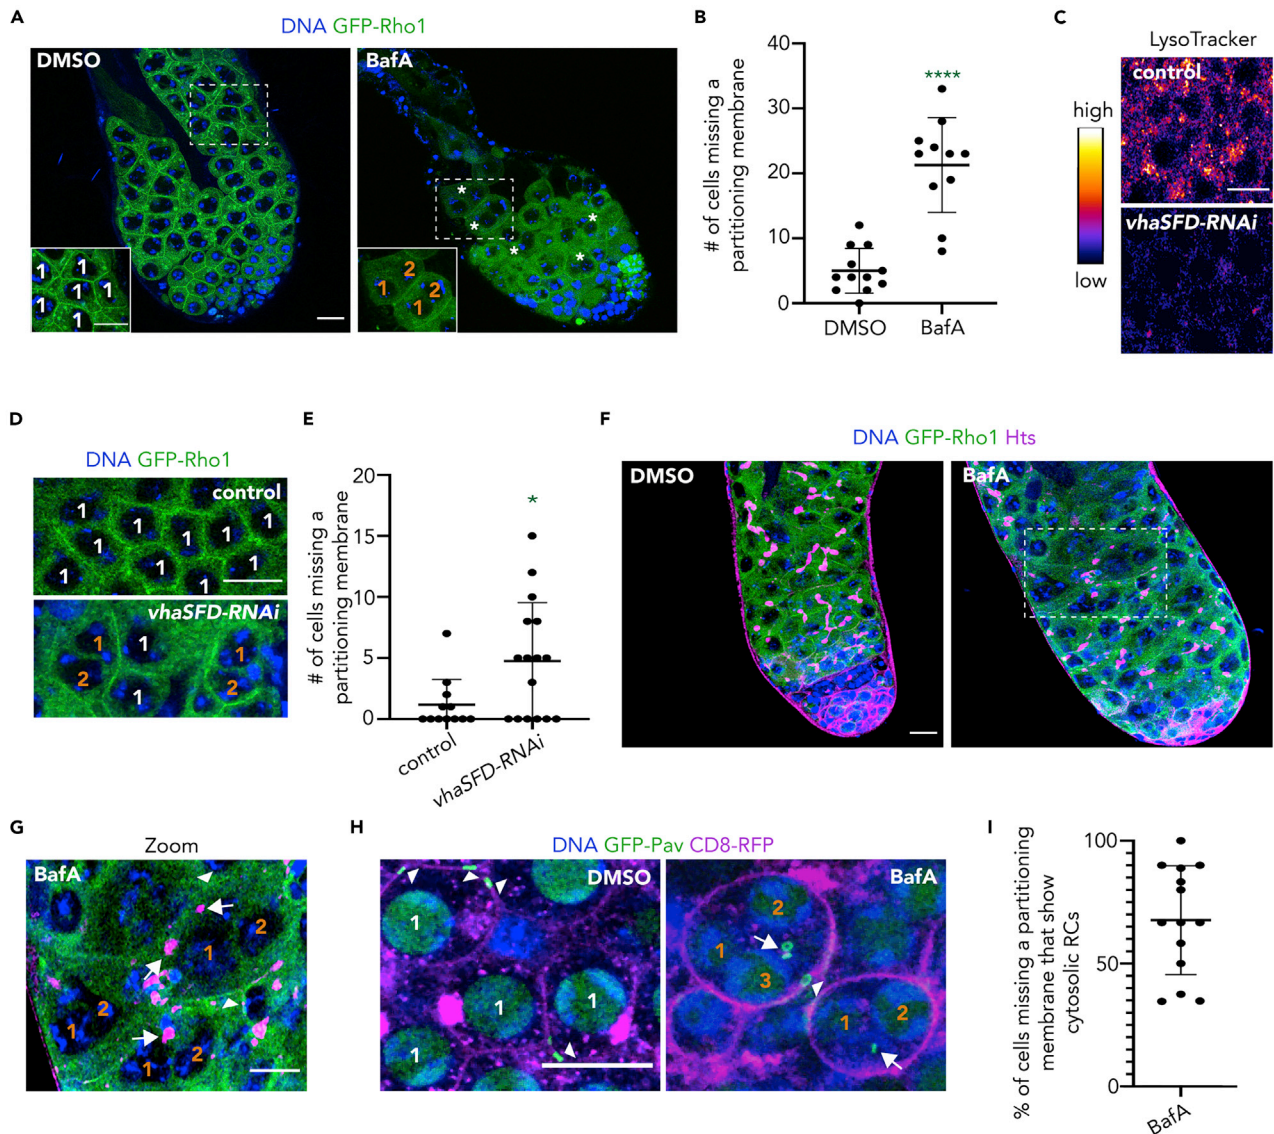 A
DNA GFP-Rho1
DMSO
BafA
1
1
1
1
1
1
2
2
1
1
*
*
*
*
*
B
# of cells missing a
partitioning membrane
40
30
20
10
0
****
DMSO
BafA
C
LysoTracker
control
high
low
vhaSFD-RNAi
D
DNA GFP-Rho1
control
1
1
1
1
1
1
1
1
1
1
vhaSFD-RNAi
1
2
1
1
1
2
E
# of cells missing a
partitioning membrane
20
15
10
5
0
*
control
vhaSFD-RNAi
F
DNA GFP-Rho1 Hts
DMSO
BafA
G
Zoom
BafA
1
2
2
1
1
2
H
DNA GFP-Pav CD8-RFP
DMSO
1
1
1
1
BafA
2
1
3
1
2
I
% of cells missing a partitioning
membrane that show
cytosolic RCs
100
50
0
BafA